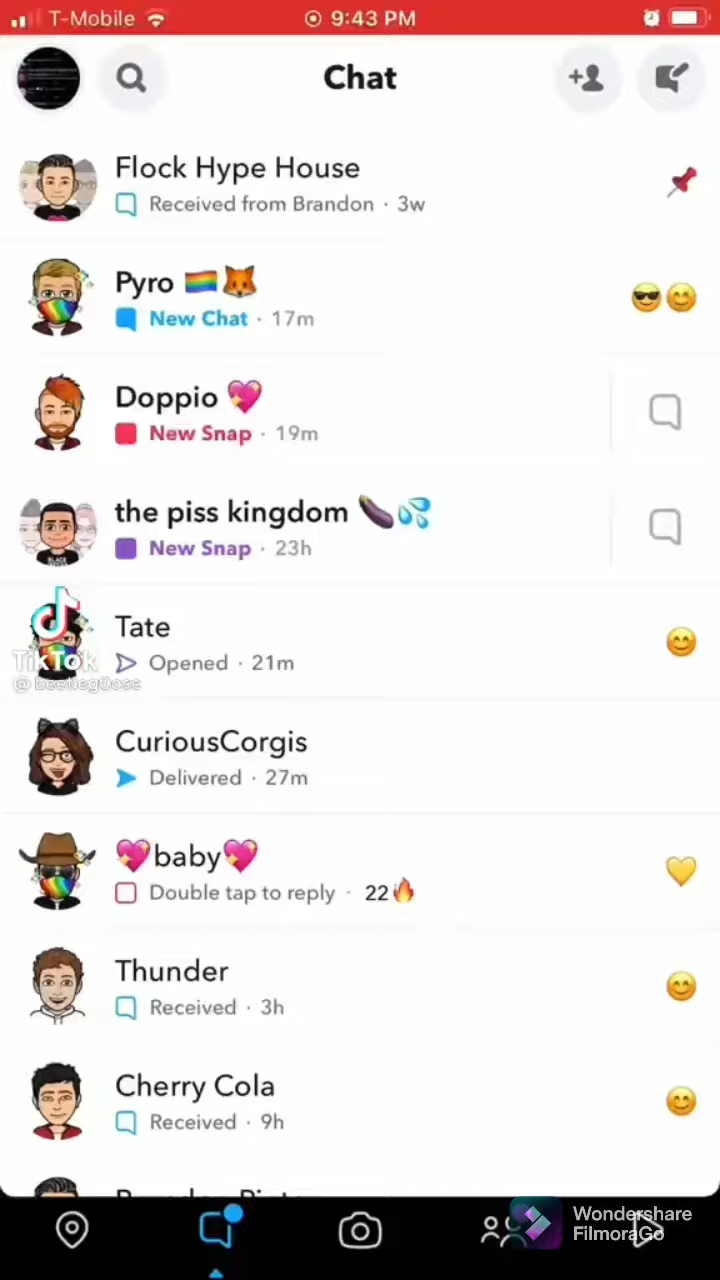 T-Mobile 9:43 PM
Chat
Flock Hype House
Received from Brandon · 3w
Pyro 🏳️‍🌈🦊
New Chat · 17m
Doppio 💖
New Snap · 19m
the piss kingdom 🍆💦
New Snap · 23h
Tate
Opened · 21m
TikTok
@beetleg0ose
CuriousCorgis
Delivered · 27m
💖baby💖
Double tap to reply · 22🔥
Thunder
Received · 3h
Cherry Cola
Received · 9h
Wondershare
FilmoraGo